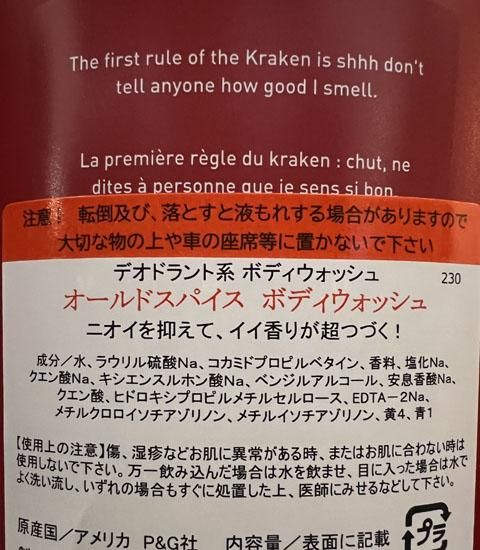 The first rule of the Kraken is shhh don't
tell anyone how good I smell.
La première règle du kraken : chut, ne
dites à personne que je sens si bon.
注意 転倒及び、落とすと液もれする場合がありますので
大切な物の上や車の座席等に置かないで下さい
デオドラント系 ボディウォッシュ 230
オールドスパイス ボディウォッシュ
ニオイを抑えて、イイ香りが超つづく!
成分/水、ラウリル硫酸Na、コカミドプロピルベタイン、香料、塩化Na、
クエン酸Na、キシエンスルホン酸Na、ベンジルアルコール、安息香酸Na、
クエン酸、ヒドロキシプロピルメチルセルロース、EDTA-2Na、
メチルクロロイソチアゾリノン、メチルイソチアゾリノン、黄4、青1
【使用上の注意】傷、湿疹などお肌に異常がある時、またはお肌に合わない時は
使用しないで下さい。万一飲み込んだ場合は水を飲ませ、目に入った場合は水で
よく洗い流し、いずれの場合もすぐに処置した上、医師にみせるなどして下さい。
原産国/アメリカ P&G社 内容量/表面に記載 プラ